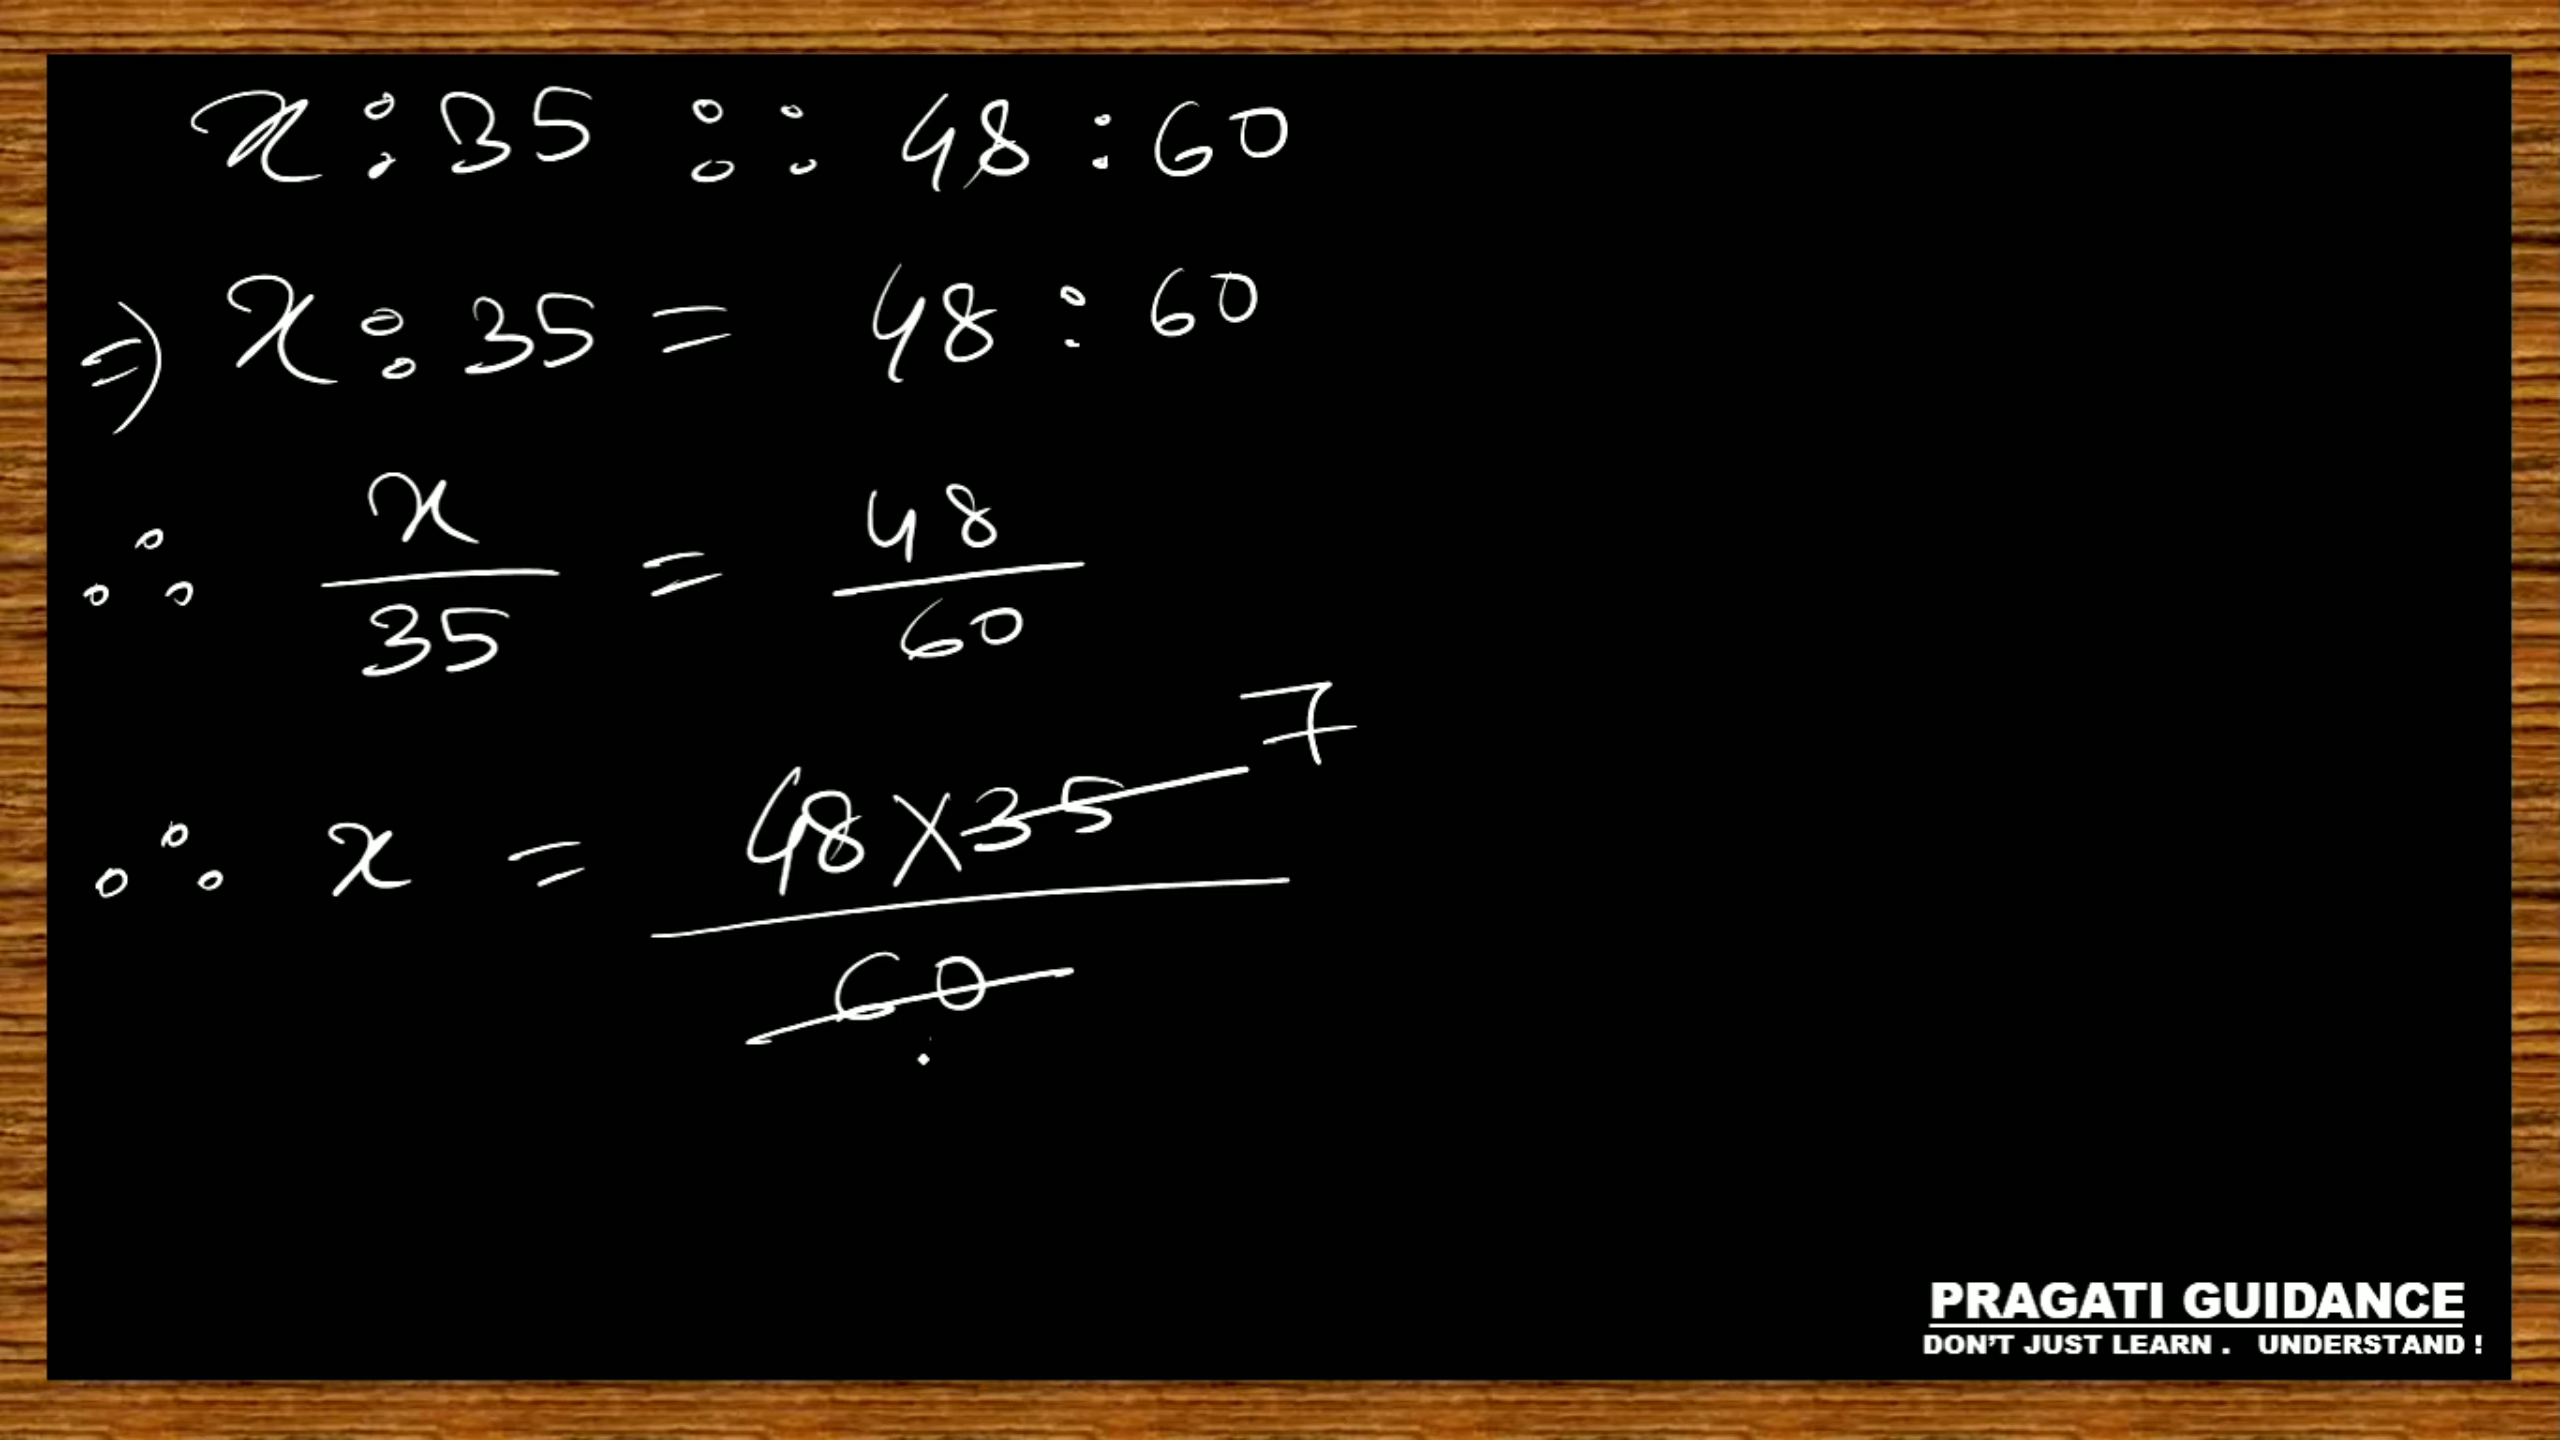 x : 35 :: 48 : 60
⇒ x : 35 = 48 : 60
∴ x/35 = 48/60
7
∴ x = 48 × 35/60
PRAGATI GUIDANCE
DON'T JUST LEARN . UNDERSTAND !